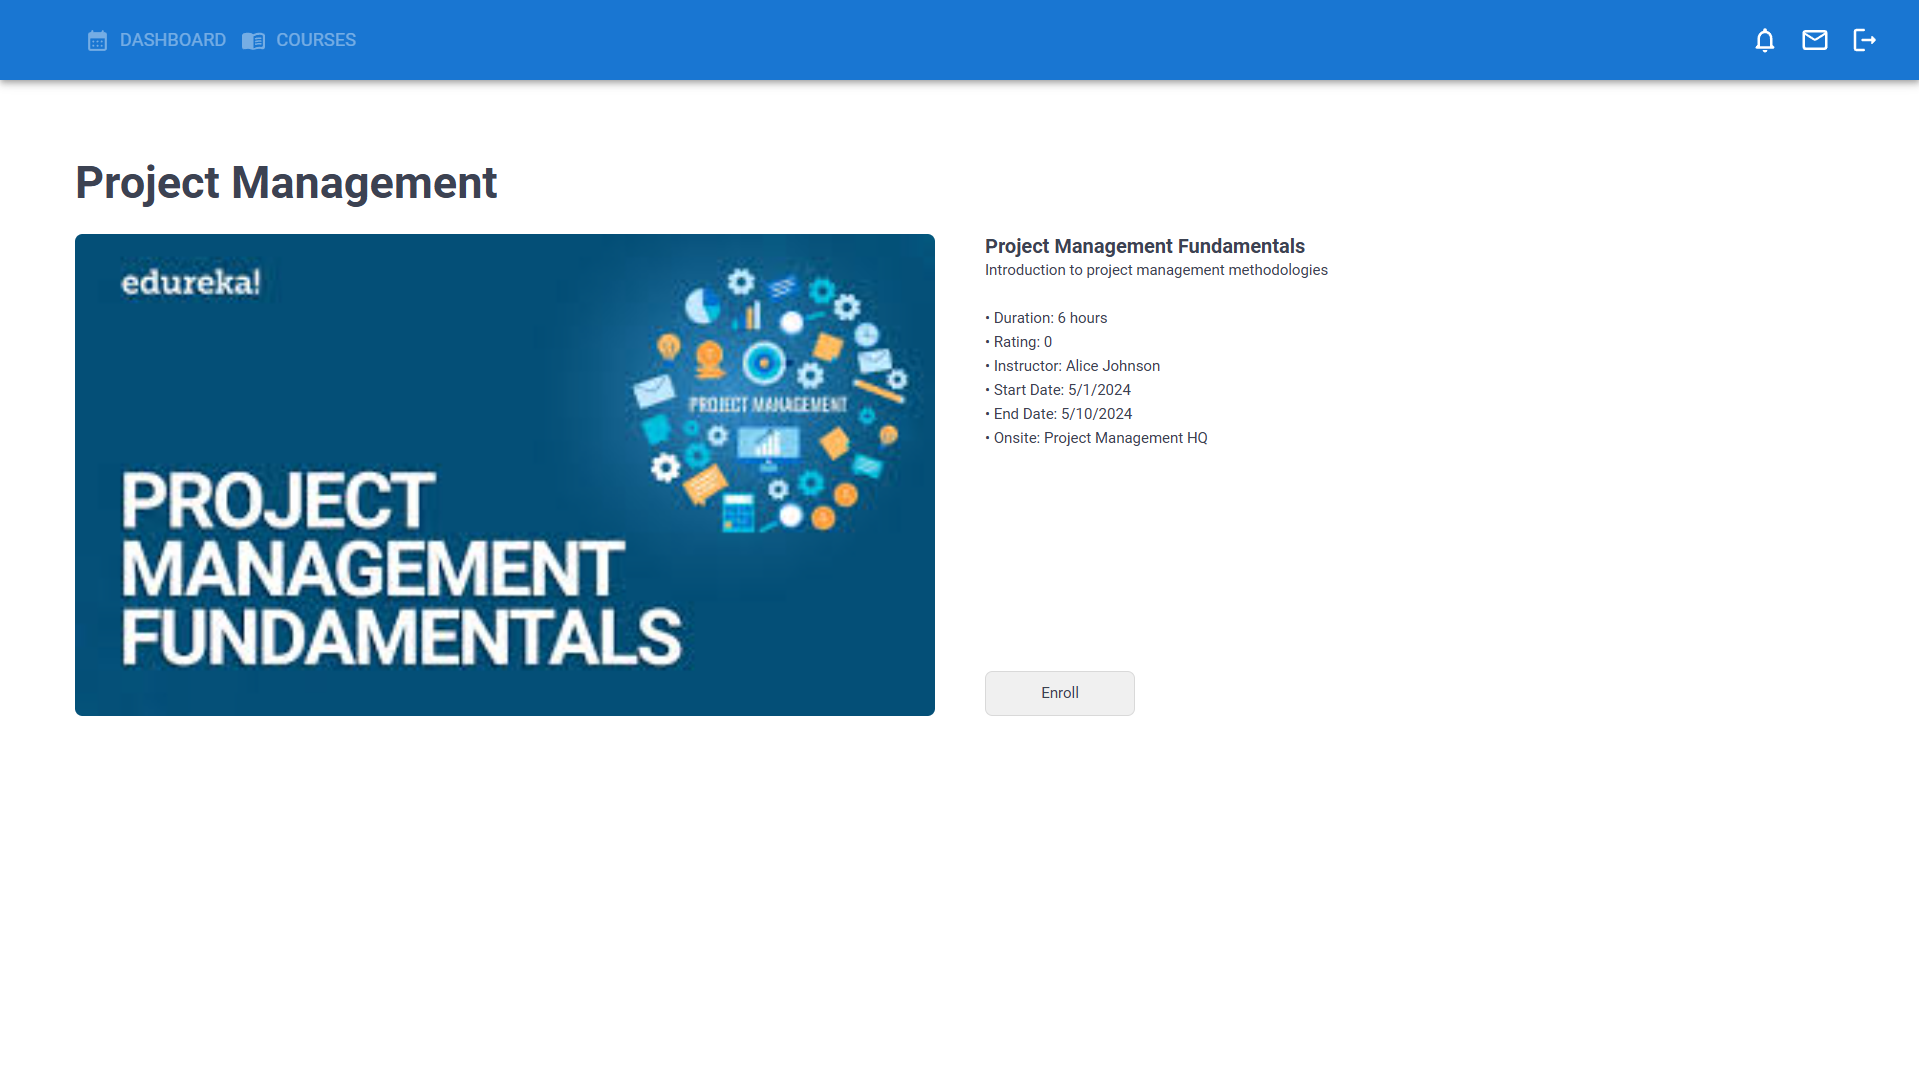 DASHBOARD COURSES
Project Management
edureka!
PROJECT MANAGEMENT
PROJECT
MANAGEMENT
FUNDAMENTALS
Project Management Fundamentals
Introduction to project management methodologies
• Duration: 6 hours
• Rating: 0
• Instructor: Alice Johnson
• Start Date: 5/1/2024
• End Date: 5/10/2024
• Onsite: Project Management HQ
Enroll